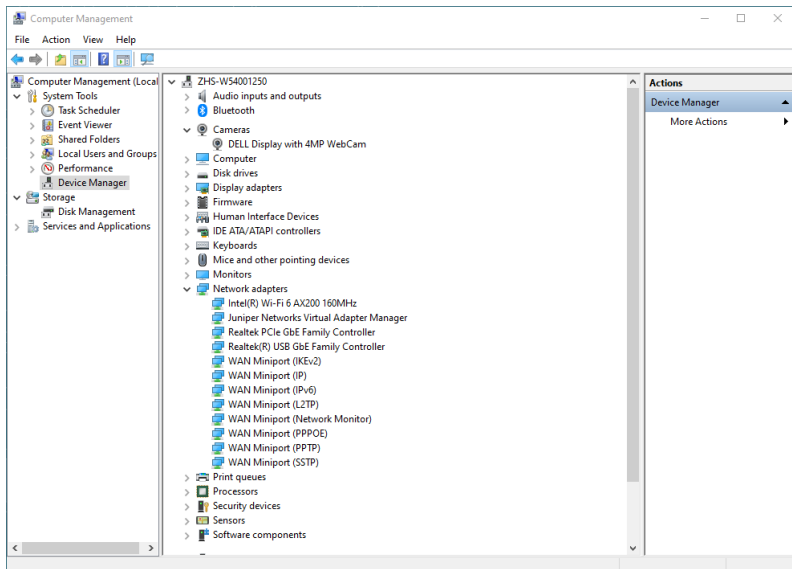 Computer Management
File Action View Help
Computer Management (Local
System Tools
Task Scheduler
Event Viewer
Shared Folders
Local Users and Groups
Performance
Device Manager
Storage
Disk Management
Services and Applications
ZHS-W54001250
Audio inputs and outputs
Bluetooth
Cameras
DELL Display with 4MP WebCam
Computer
Disk drives
Display adapters
Firmware
Human Interface Devices
IDE ATA/ATAPI controllers
Keyboards
Mice and other pointing devices
Monitors
Network adapters
Intel(R) Wi-Fi 6 AX200 160MHz
Juniper Networks Virtual Adapter Manager
Realtek PCIe GbE Family Controller
Realtek(R) USB GbE Family Controller
WAN Miniport (IKEv2)
WAN Miniport (IP)
WAN Miniport (IPv6)
WAN Miniport (L2TP)
WAN Miniport (Network Monitor)
WAN Miniport (PPPOE)
WAN Miniport (PPTP)
WAN Miniport (SSTP)
Print queues
Processors
Security devices
Sensors
Software components
Actions
Device Manager
More Actions